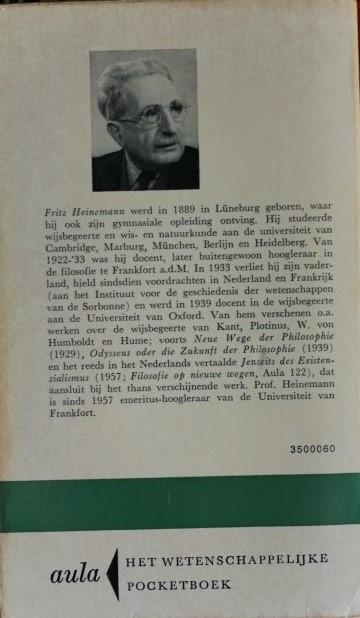 Fritz Heinemann werd in 1889 in Lüneburg geboren, waar
hij ook zijn gymnasiale opleiding ontving. Hij studeerde
wijsbegeerte en wis- en natuurkunde aan de universiteit van
Cambridge, Marburg, München, Berlijn en Heidelberg. Van
1922-'33 was hij docent, later buitengewoon hoogleraar in
de filosofie te Frankfort a.d.M. In 1933 verliet hij zijn vader-
land, hield sindsdien voordrachten in Nederland en Frankrijk
(aan het Instituut voor de geschiedenis der wetenschappen
van de Sorbonne) en werd in 1939 docent in de wijsbegeerte
aan de Universiteit van Oxford. Van hem verschenen o.a.
werken over de wijsbegeerte van Kant, Plotinus, W. von
Humboldt en Hume; voorts Neue Wege der Philosophie
(1929), Odysseus oder die Zukunft der Philosophie (1939)
en het reeds in het Nederlands vertaalde Jenseits des Existen-
zialismus (1957; Filosofie op nieuwe wegen, Aula 122), dat
aansluit bij het thans verschijnende werk. Prof. Heinemann
is sinds 1957 emeritus-hoogleraar van de Universiteit van
Frankfort.
3500060
aula
HET WETENSCHAPPELIJKE
POCKETBOEK